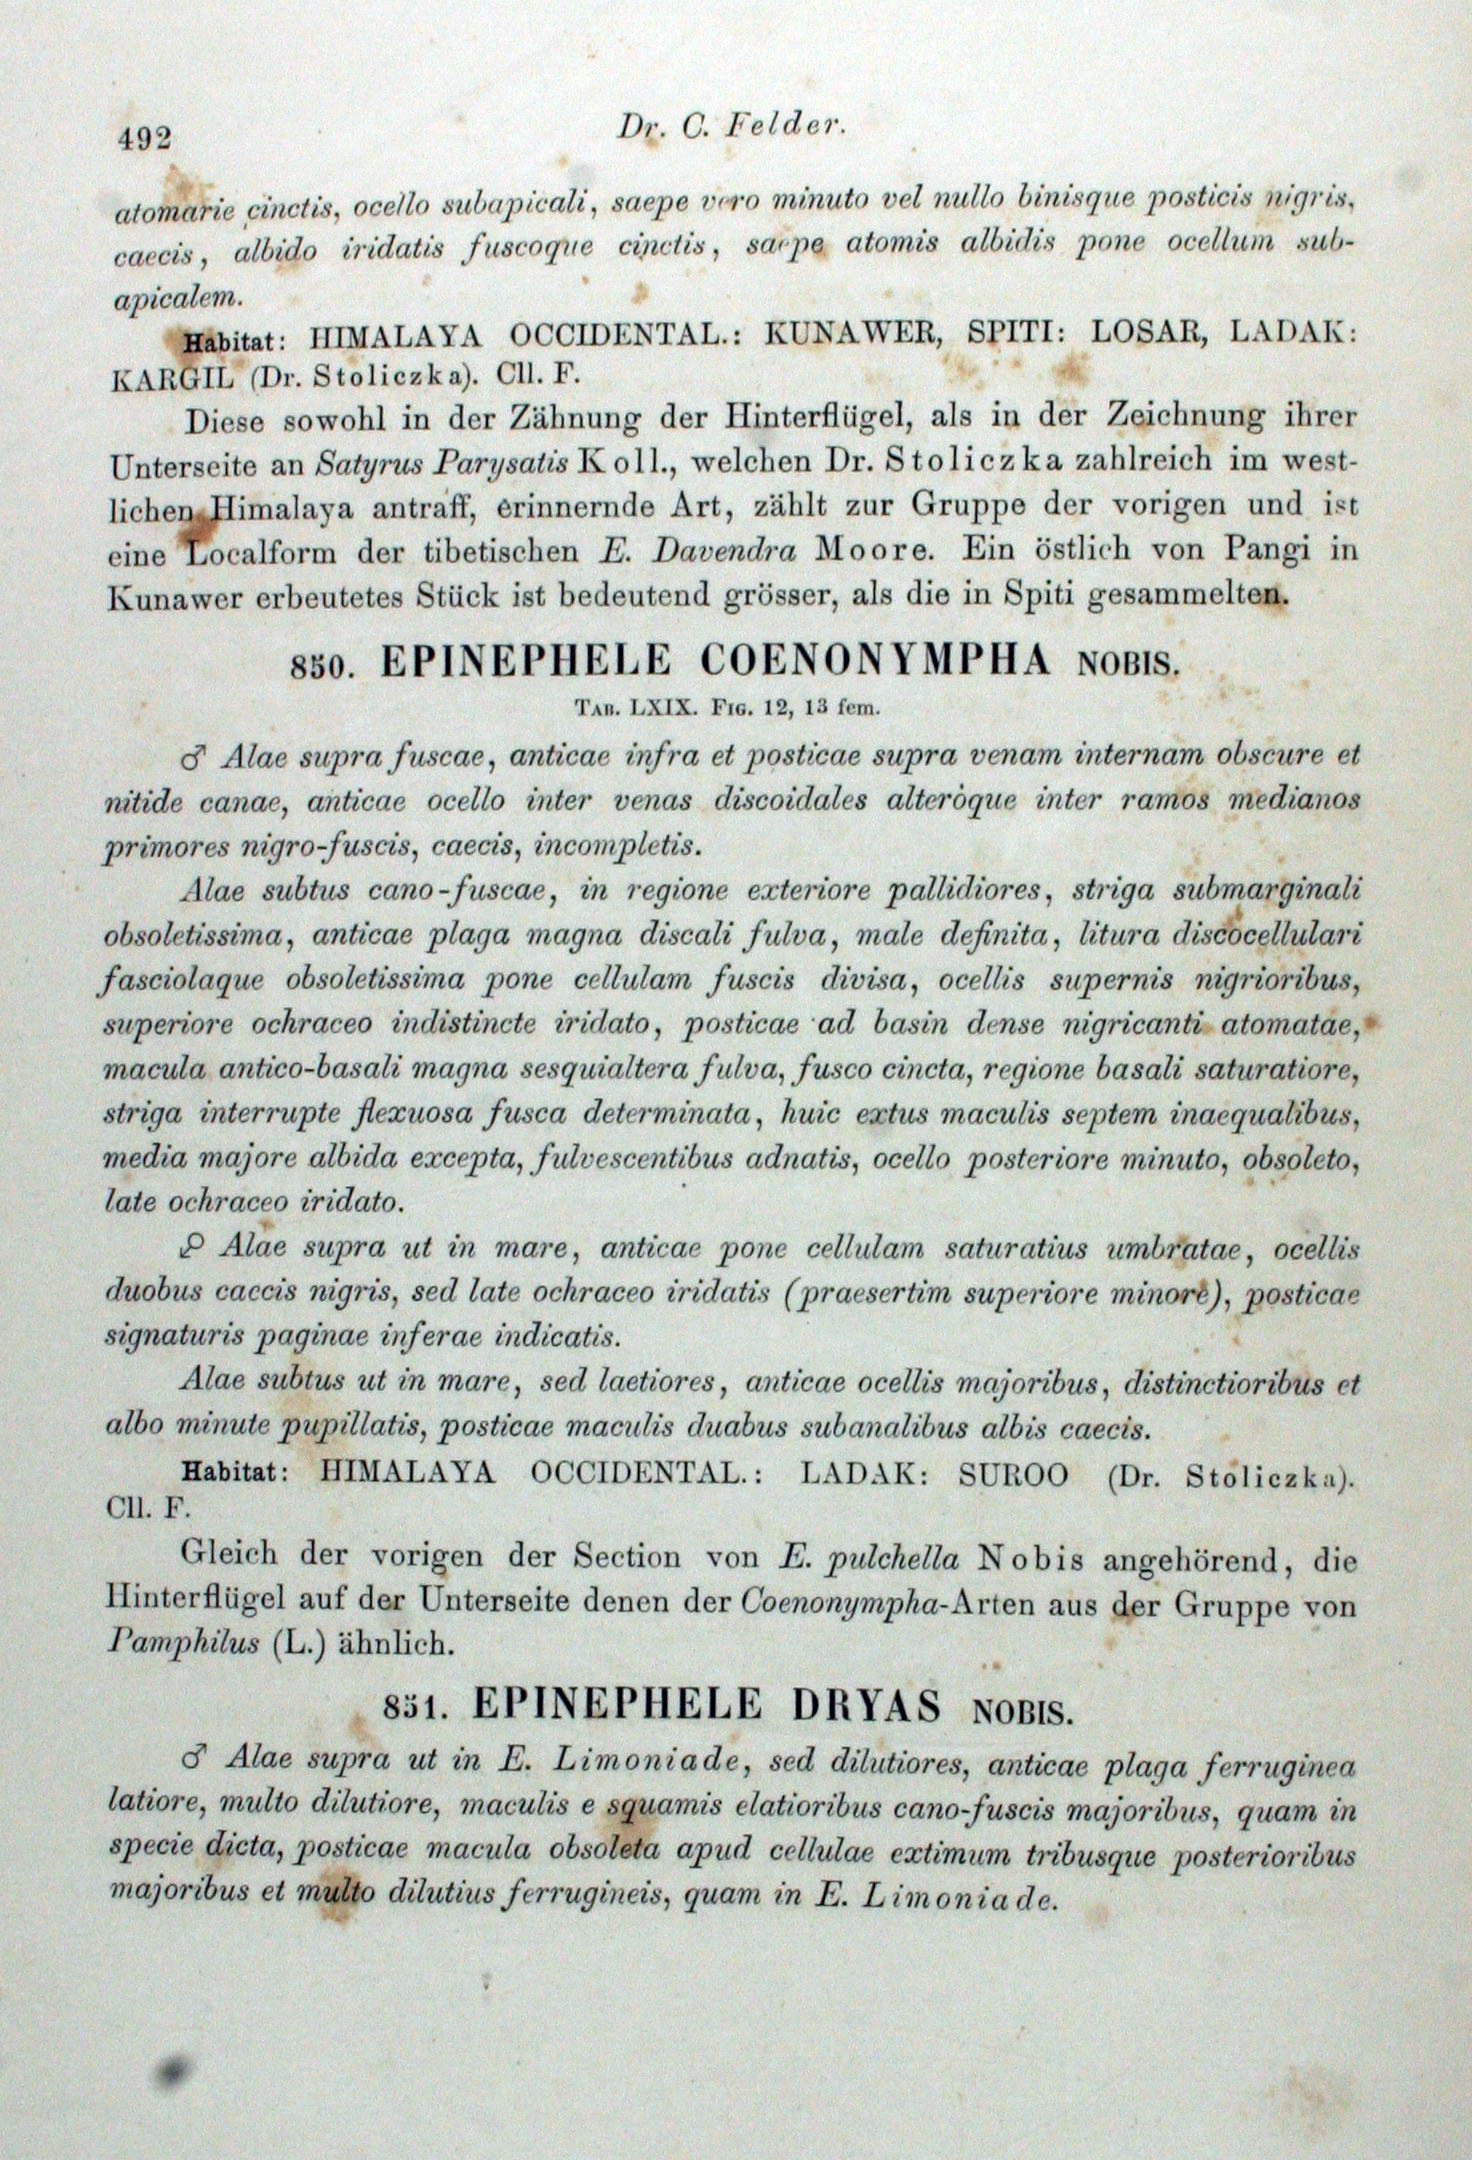 492
Dr. C. Felder.
atomarie cinctis, ocello subapicali, saepe vero minuto vel nullo binisque posticis nigris,
caecis, albido iridatis fuscoque cinctis, saepe atomis albidis pone ocellum sub-
apicalem.
Habitat: HIMALAYA OCCIDENTAL.: KUNAWER, SPITI: LOSAR, LADAK:
KARGIL (Dr. Stoliczka). Cll. F.
Diese sowohl in der Zähnung der Hinterflügel, als in der Zeichnung ihrer
Unterseite an Satyrus Parysatis Koll., welchen Dr. Stoliczka zahlreich im west-
lichen Himalaya antraff, erinnernde Art, zählt zur Gruppe der vorigen und ist
eine Localform der tibetischen E. Davendra Moore. Ein östlich von Pangi in
Kunawer erbeutetes Stück ist bedeutend grösser, als die in Spiti gesammelten.
850. EPINEPHELE COENONYMPHA NOBIS.
TAB. LXIX. FIG. 12, 13 fem.
♂ Alae supra fuscae, anticae infra et posticae supra venam internam obscure et
nitide canae, anticae ocello inter venas discoidales alteroque inter ramos medianos
primores nigro-fuscis, caecis, incompletis.
Alae subtus cano-fuscae, in regione exteriore pallidiores, striga submarginali
obsoletissima, anticae plaga magna discali fulva, male definita, litura discocellulari
fasciolaque obsoletissima pone cellulam fuscis divisa, ocellis supernis nigrioribus,
superiore ochraceo indistincte iridato, posticae ad basin dense nigricanti atomatae,
macula antico-basali magna sesquialtera fulva, fusco cincta, regione basali saturatiore,
striga interrupte flexuosa fusca determinata, huic extus maculis septem inaequalibus,
media majore albida excepta, fulvescentibus adnatis, ocello posteriore minuto, obsoleto,
late ochraceo iridato.
♀ Alae supra ut in mare, anticae pone cellulam saturatius umbratae, ocellis
duobus caecis nigris, sed late ochraceo iridatis (praesertim superiore minore), posticae
signaturis paginae inferae indicatis.
Alae subtus ut in mare, sed laetiores, anticae ocellis majoribus, distinctioribus et
albo minute pupillatis, posticae maculis duabus subanalibus albis caecis.
Habitat: HIMALAYA OCCIDENTAL.: LADAK: SUROO (Dr. Stoliczka).
Cll. F.
Gleich der vorigen der Section von E. pulchella Nobis angehörend, die
Hinterflügel auf der Unterseite denen der Coenonympha-Arten aus der Gruppe von
Pamphilus (L.) ähnlich.
851. EPINEPHELE DRYAS NOBIS.
♂ Alae supra ut in E. Limoniade, sed dilutiores, anticae plaga ferruginea
latiore, multo dilutiore, maculis e squamis elatioribus cano-fuscis majoribus, quam in
specie dicta, posticae macula obsoleta apud cellulae extimum tribusque posterioribus
majoribus et multo dilutius ferrugineis, quam in E. Limoniade.